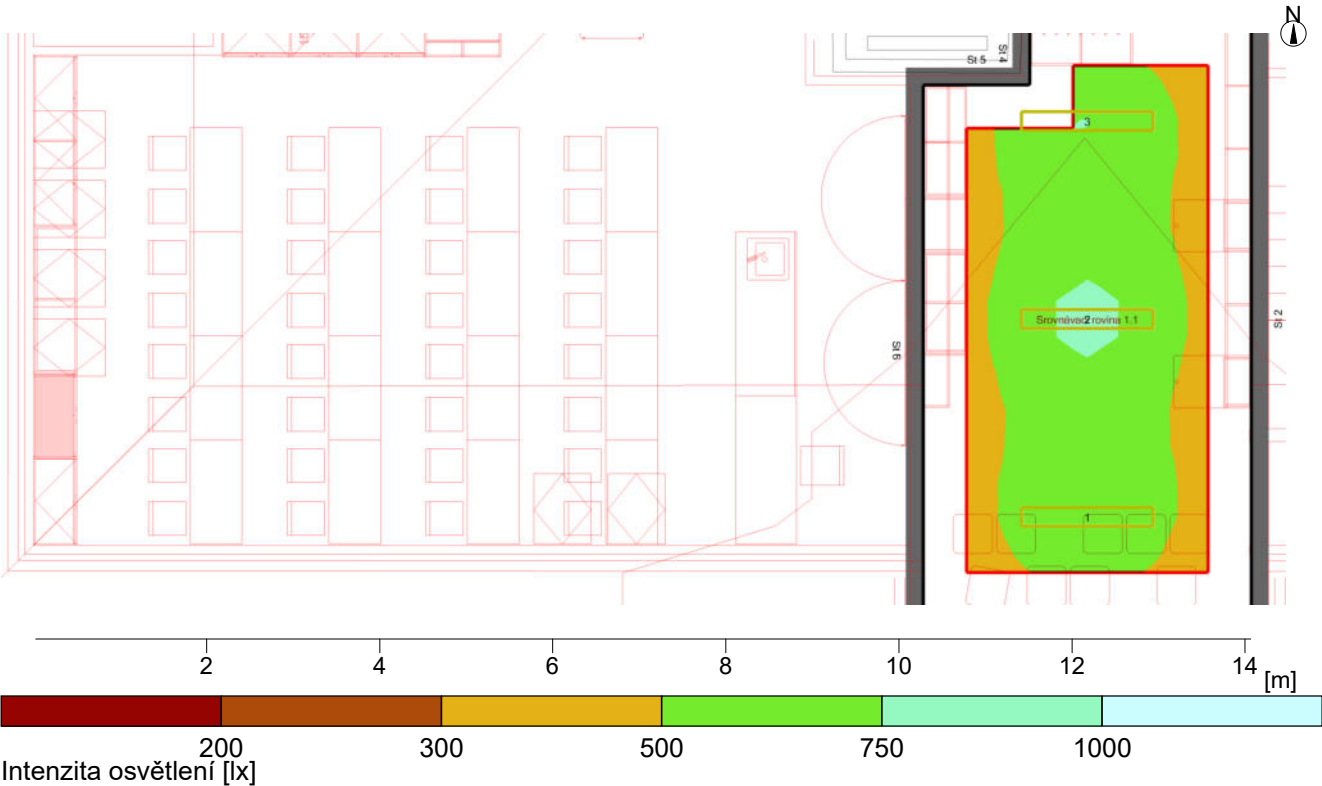 N
St 5
St 4
3
Srovnávací rovina 1.1
2
St 2
St 6
1
2 4 6 8 10 12 14
[m]
200 300 500 750 1000
Intenzita osvětlení [lx]